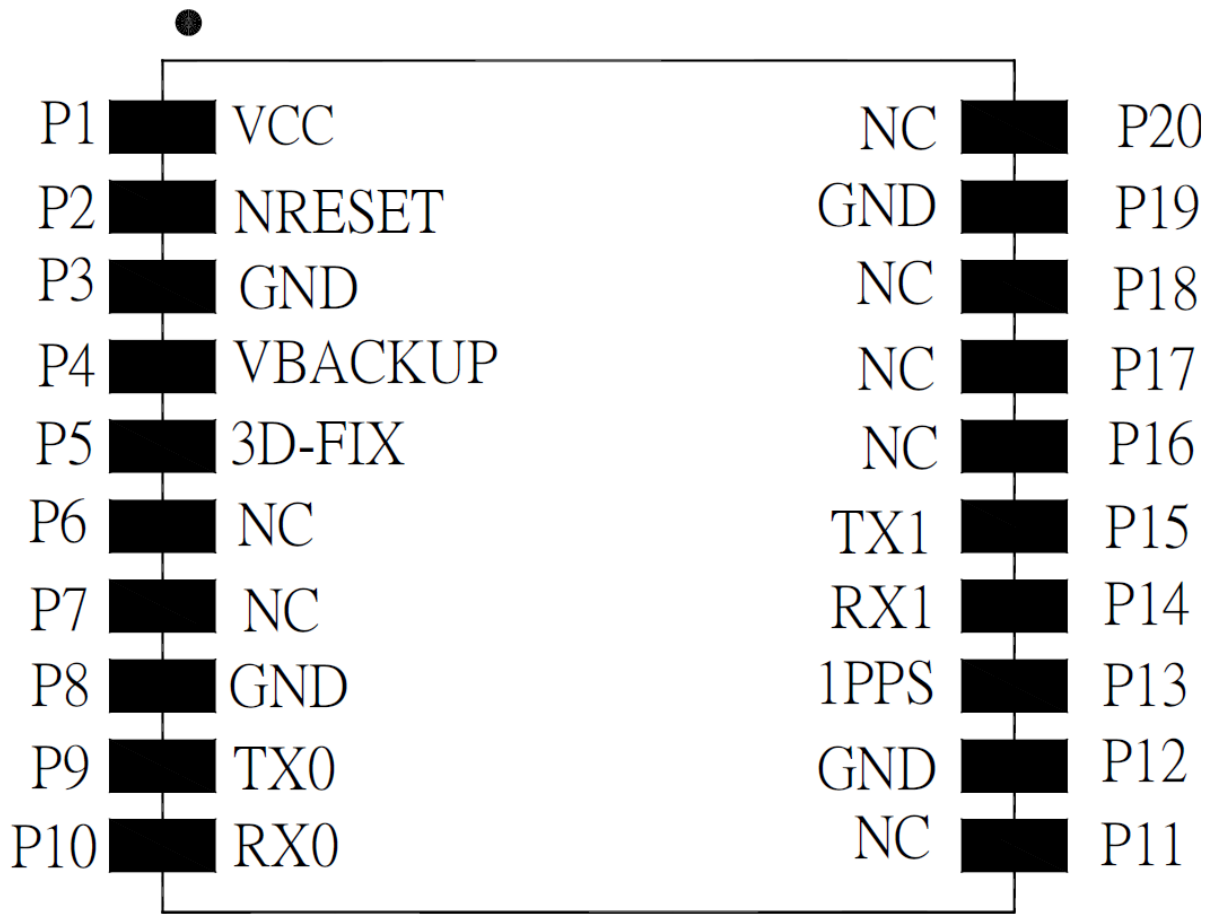 P1 VCC NC P20
P2 NRESET GND P19
P3 GND NC P18
P4 VBACKUP NC P17
P5 3D-FIX NC P16
P6 NC TX1 P15
P7 NC RX1 P14
P8 GND 1PPS P13
P9 TX0 GND P12
P10 RX0 NC P11